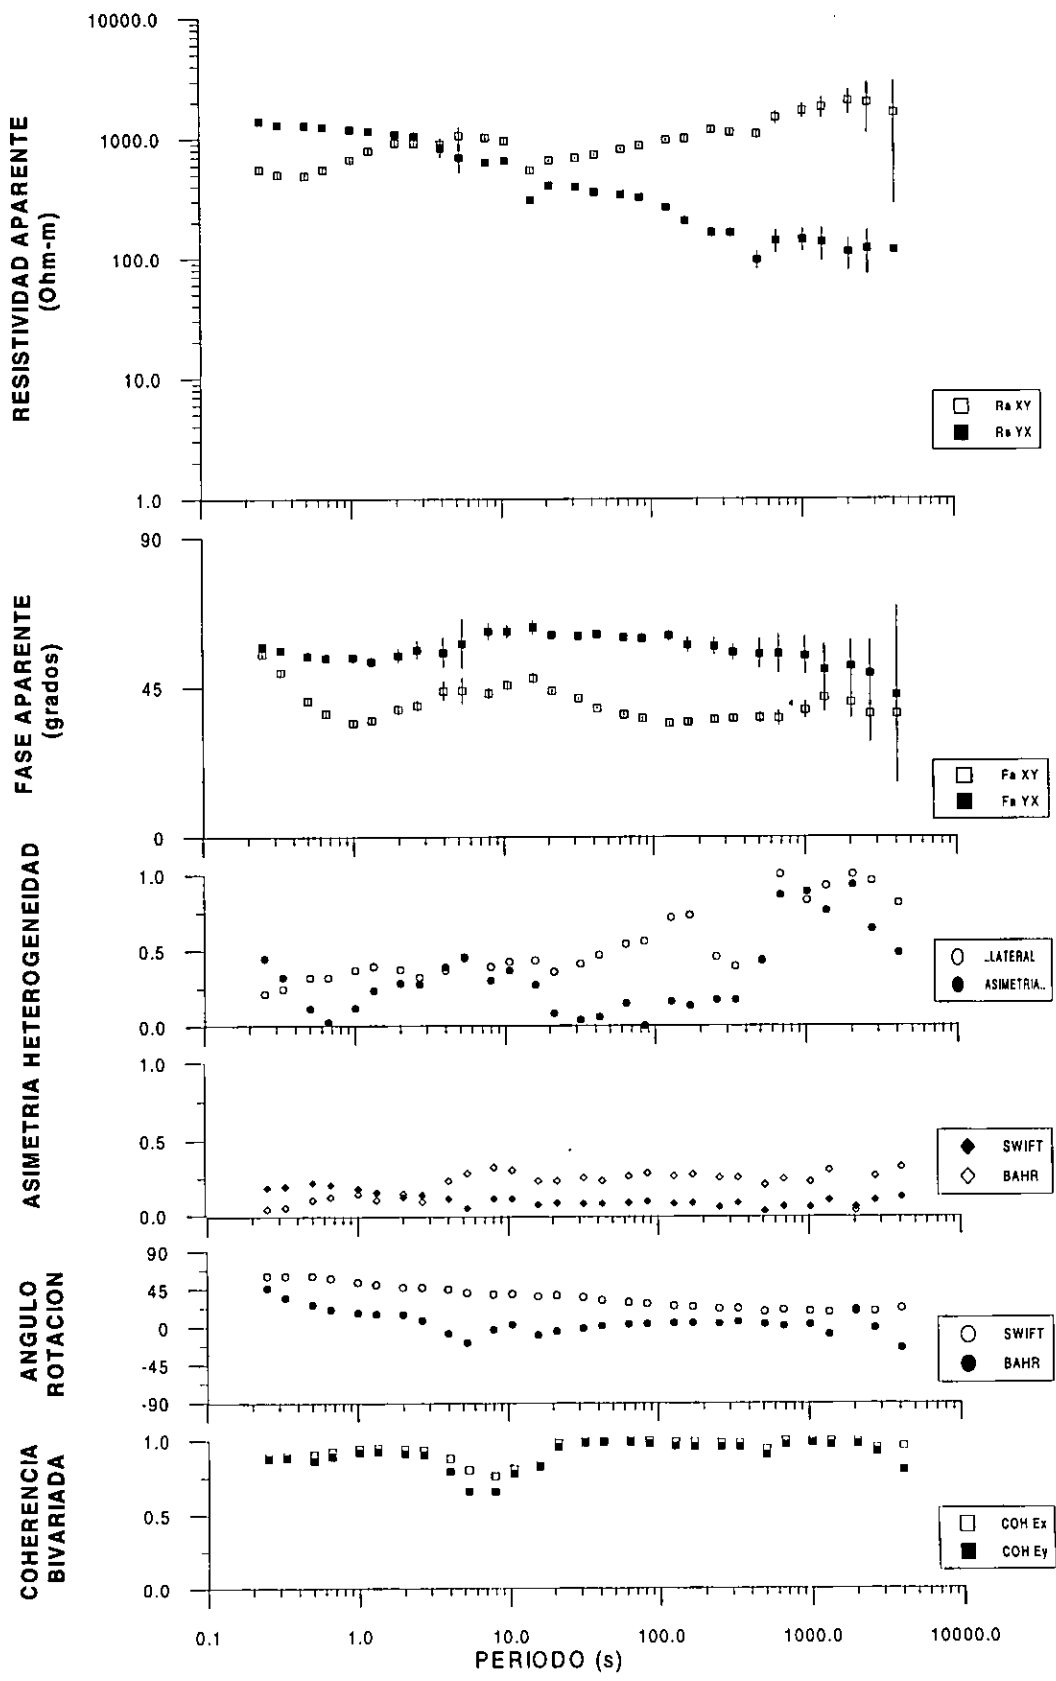 RESISTIVIDAD APARENTE
(Ohm-m)
10000.0
1000.0
100.0
10.0
1.0
Ra XY
Ra YX
FASE APARENTE
(grados)
90
45
0
Fa XY
Fa YX
ASIMETRIA HETEROGENEIDAD
1.0
0.5
0.0
..LATERAL
ASIMETRIA..
1.0
0.5
0.0
SWIFT
BAHR
ANGULO
ROTACION
90
45
0
-45
-90
SWIFT
BAHR
COHERENCIA
BIVARIADA
1.0
0.5
0.0
COH Ex
COH Ey
0.1
1.0
10.0
100.0
1000.0
10000.0
PERIODO (s)